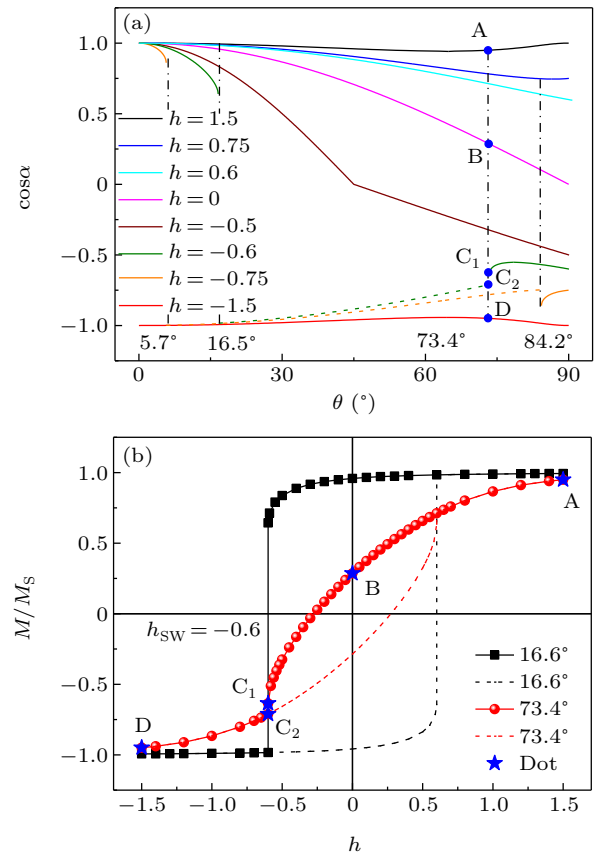 (a)
A
1.0
0.5
0
−0.5
−1.0
cosα
h=1.5
h=0.75
h=0.6
h=0
h=−0.5
h=−0.6
h=−0.75
h=−1.5
B
C1
C2
D
5.7° 16.5° 73.4° 84.2°
0 30 60 90
θ (°)
(b)
1.0
0.5
0
−0.5
−1.0
M/MS
A
B
hSW=−0.6
C1
C2
D
16.6°
16.6°
73.4°
73.4°
Dot
−1.5 −1.0 −0.5 0 0.5 1.0 1.5
h